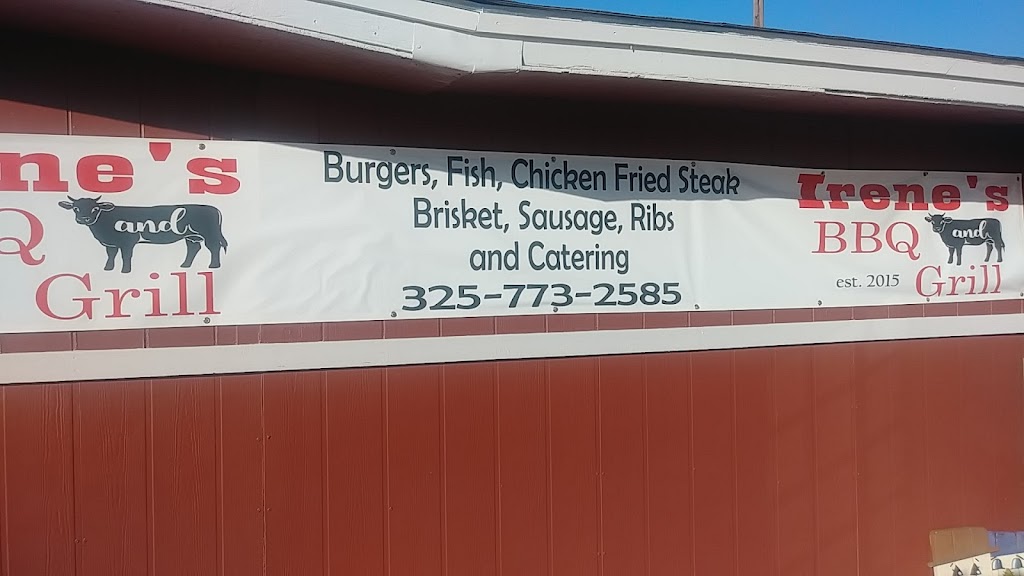 ne's
Q and
Grill
Burgers, Fish, Chicken Fried Steak
Brisket, Sausage, Ribs
and Catering
325-773-2585
Irene's
BBQ and
est. 2015 Grill